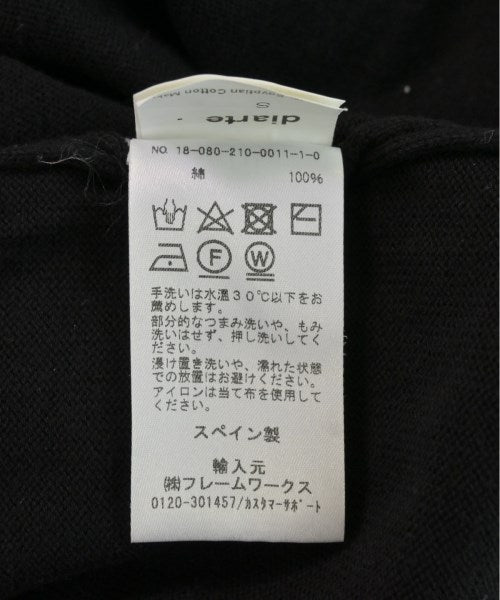 Egyptian Cotton
S
diarte
NO. 18-080-210-0011-1-0
綿 100%
F W
手洗いは水温30℃以下をお
薦めします。
部分的なつまみ洗いや、もみ
洗いはせず、押し洗いしてく
ださい。
浸け置き洗いや、濡れた状態
での放置はお避けください。
アイロンは当て布を使用して
ください。
スペイン製
輸入元
㈱フレームワークス
0120-301457/ｶｽﾀﾏｰｻﾎﾟｰﾄ